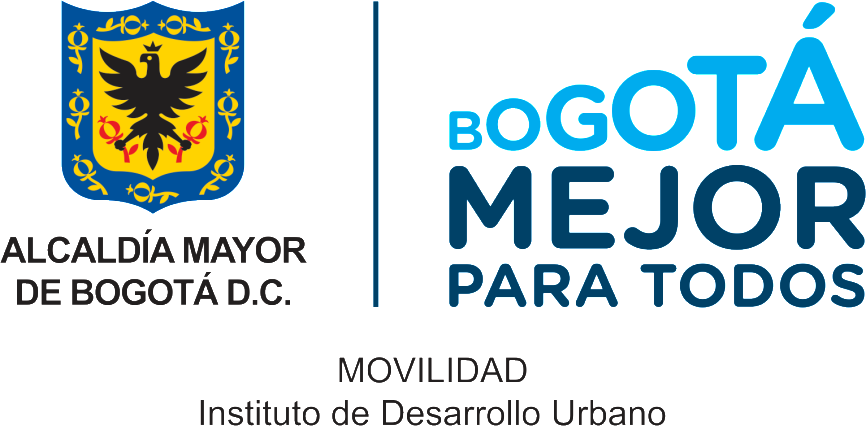 ALCALDÍA MAYOR
DE BOGOTÁ D.C.
BOGOTÁ
MEJOR
PARA TODOS
MOVILIDAD
Instituto de Desarrollo Urbano